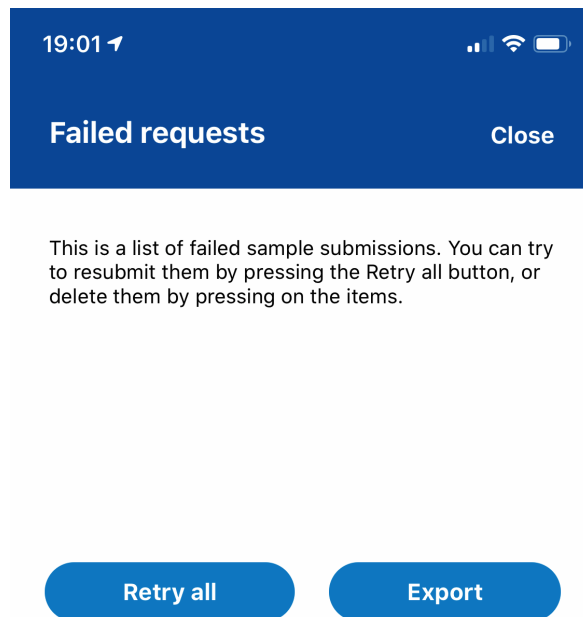 19:01
Failed requests
Close
This is a list of failed sample submissions. You can try
to resubmit them by pressing the Retry all button, or
delete them by pressing on the items.
Retry all
Export